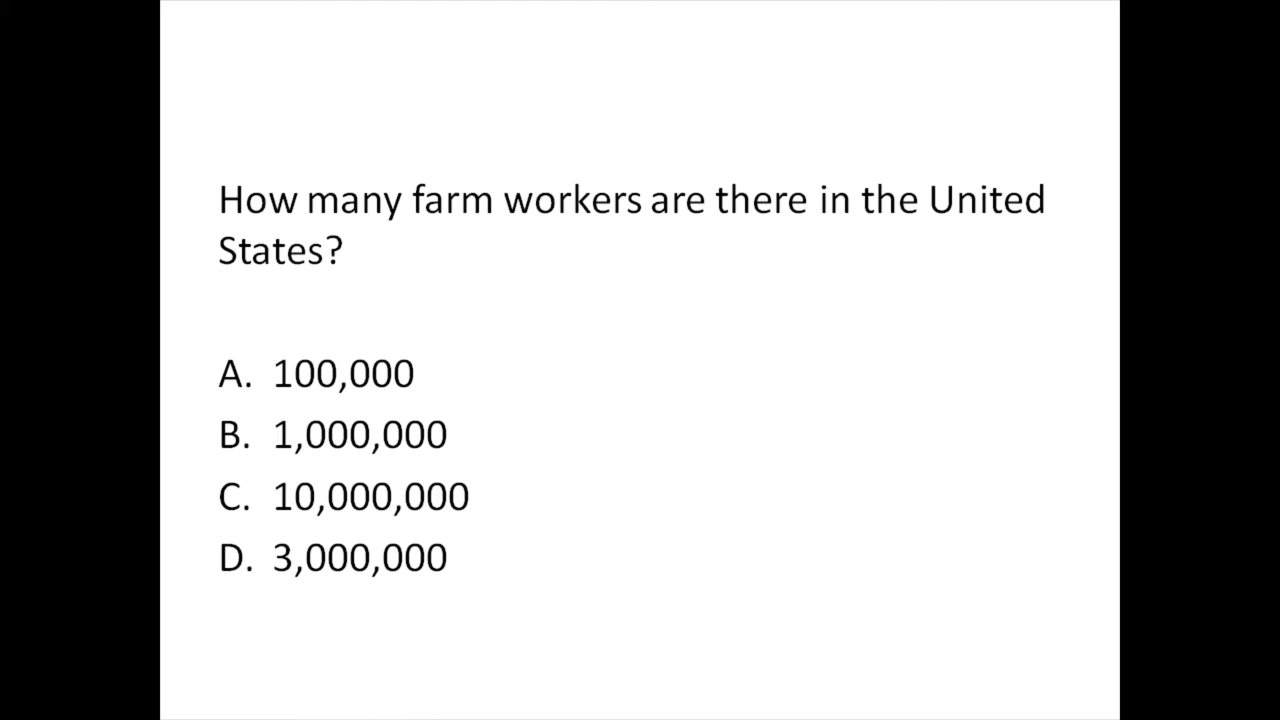 How many farm workers are there in the United
States?
A. 100,000
B. 1,000,000
C. 10,000,000
D. 3,000,000